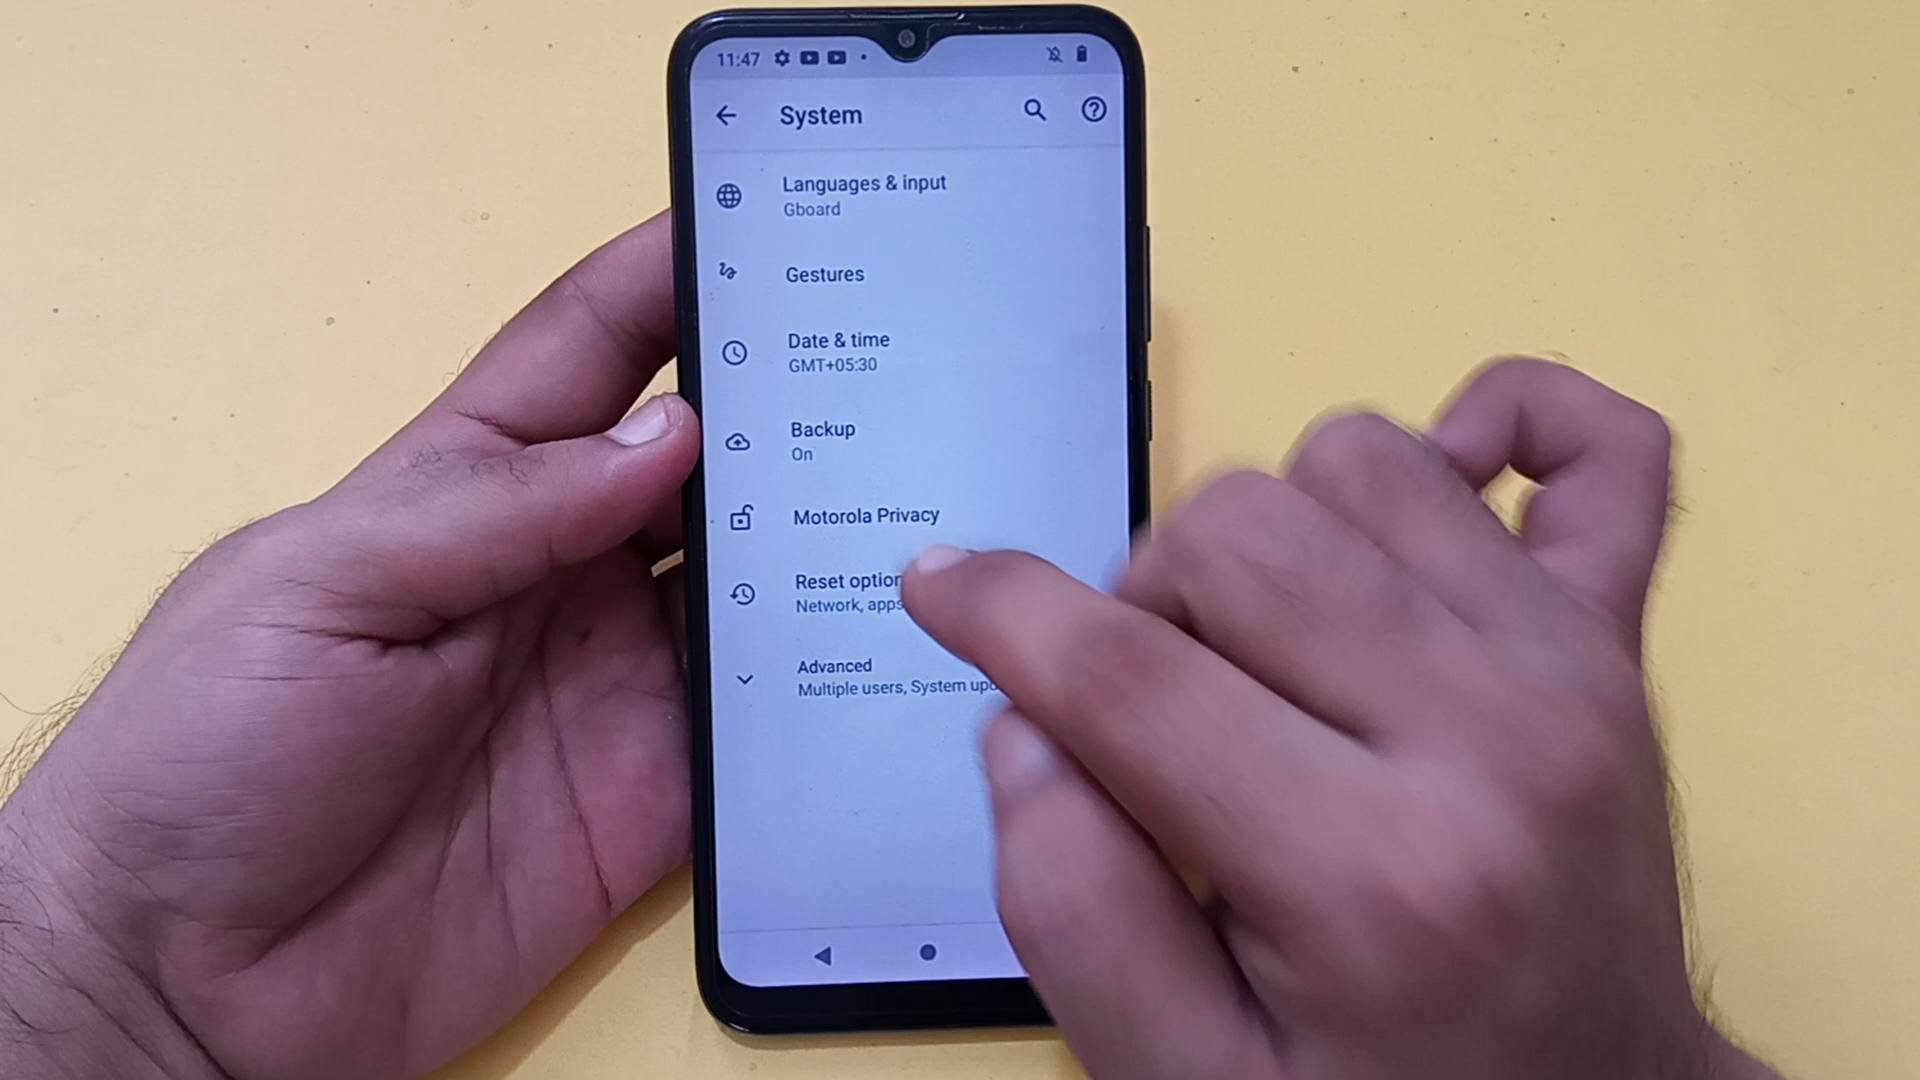 11:47
System
Languages & input
Gboard
Gestures
Date & time
GMT+05:30
Backup
On
Motorola Privacy
Reset option
Network, apps
Advanced
Multiple users, System upd